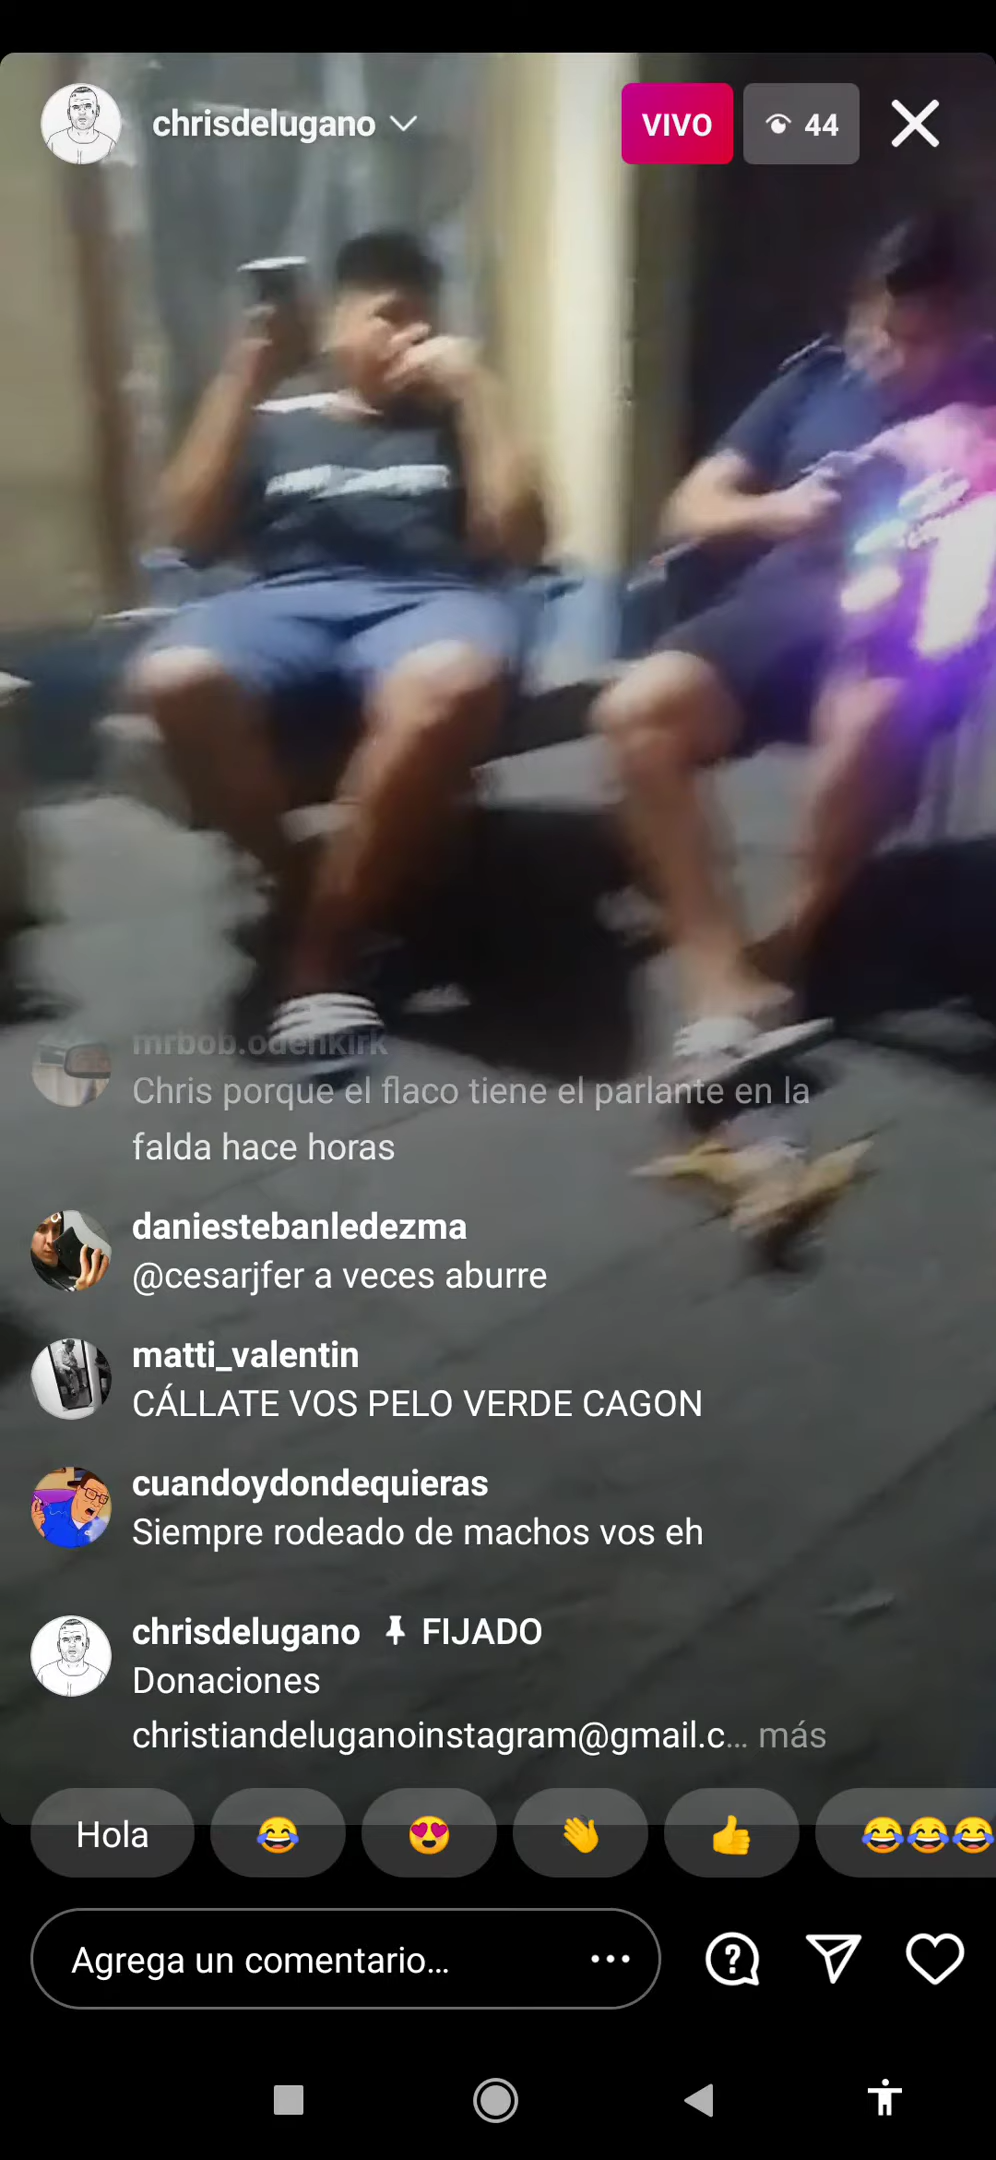 chrisdelugano
VIVO
44
mrbob.odenkirk
Chris porque el flaco tiene el parlante en la
falda hace horas
daniestebanledezma
@cesarjfer a veces aburre
matti_valentin
CÁLLATE VOS PELO VERDE CAGON
cuandoydondequieras
Siempre rodeado de machos vos eh
chrisdelugano FIJADO
Donaciones
christiandeluganoinstagram@gmail.c... más
Hola
Agrega un comentario...